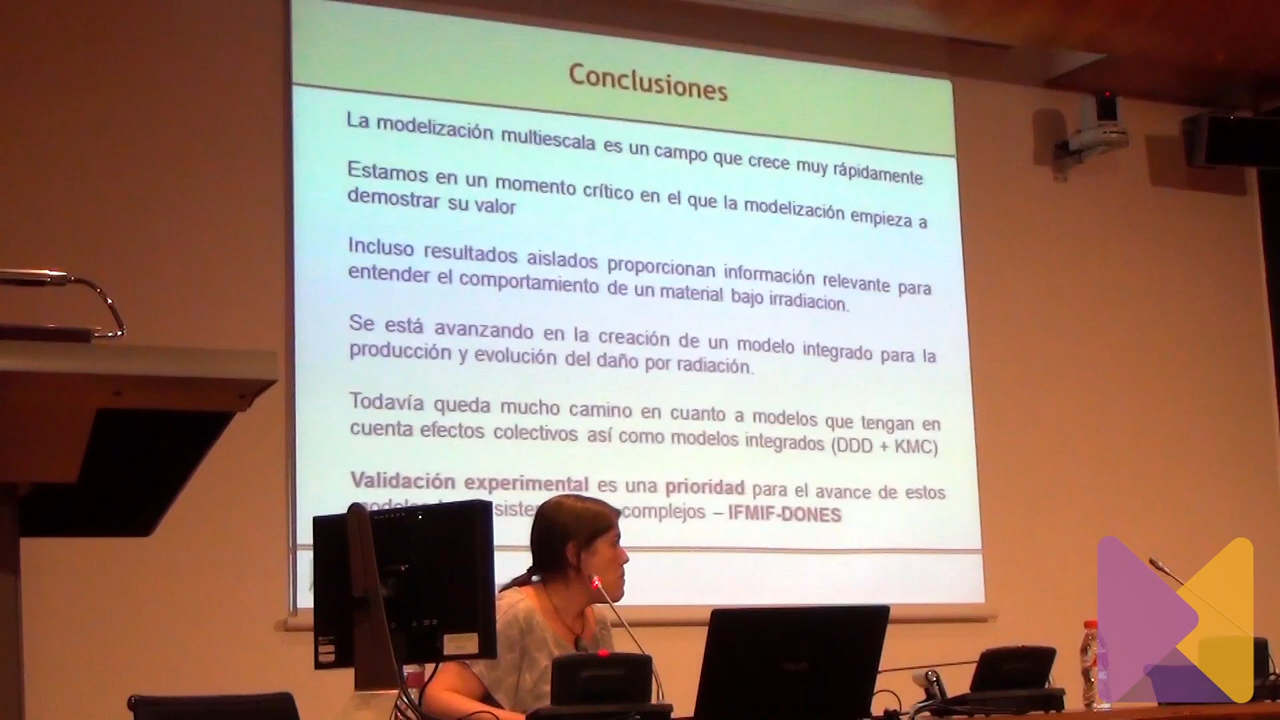 Conclusiones
La modelización multiescala es un campo que crece muy rápidamente
Estamos en un momento crítico en el que la modelización empieza a
demostrar su valor
Incluso resultados aislados proporcionan información relevante para
entender el comportamiento de un material bajo irradiacion.
Se está avanzando en la creación de un modelo integrado para la
producción y evolución del daño por radiación.
Todavía queda mucho camino en cuanto a modelos que tengan en
cuenta efectos colectivos así como modelos integrados (DDD + KMC)
Validación experimental es una prioridad para el avance de estos
complejos – IFMIF-DONES